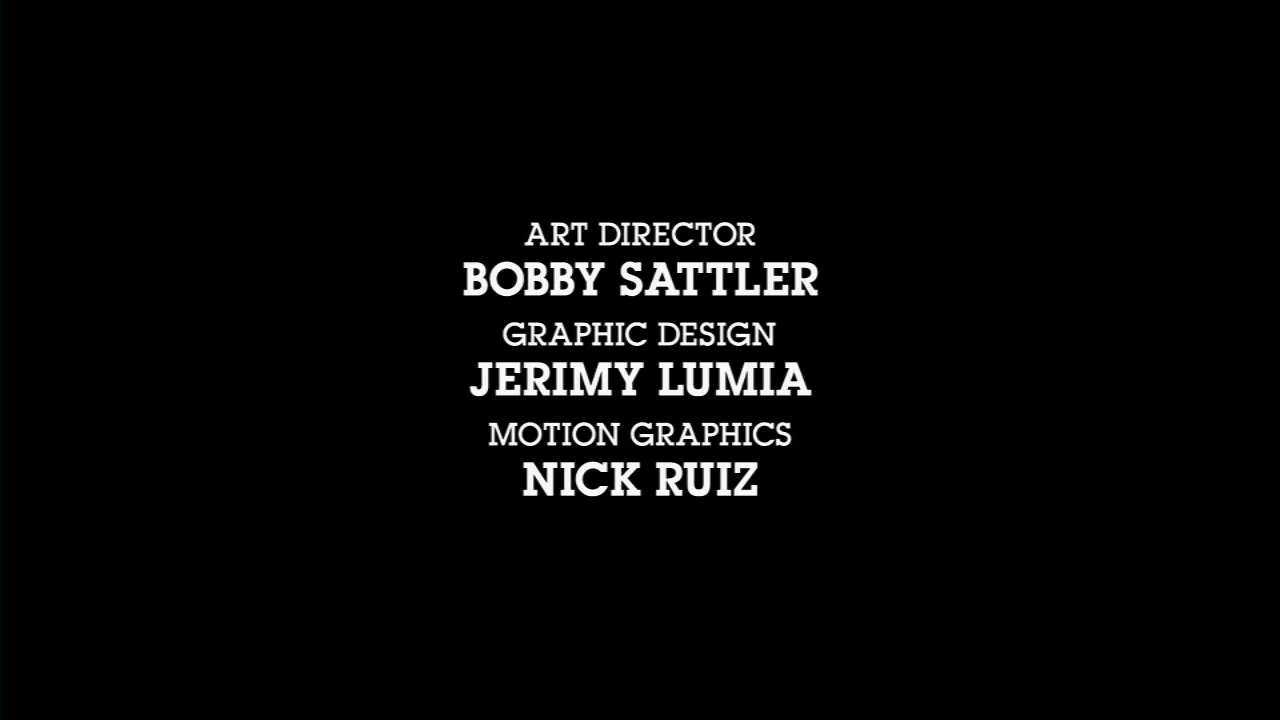 ART DIRECTOR
BOBBY SATTLER
GRAPHIC DESIGN
JERIMY LUMIA
MOTION GRAPHICS
NICK RUIZ